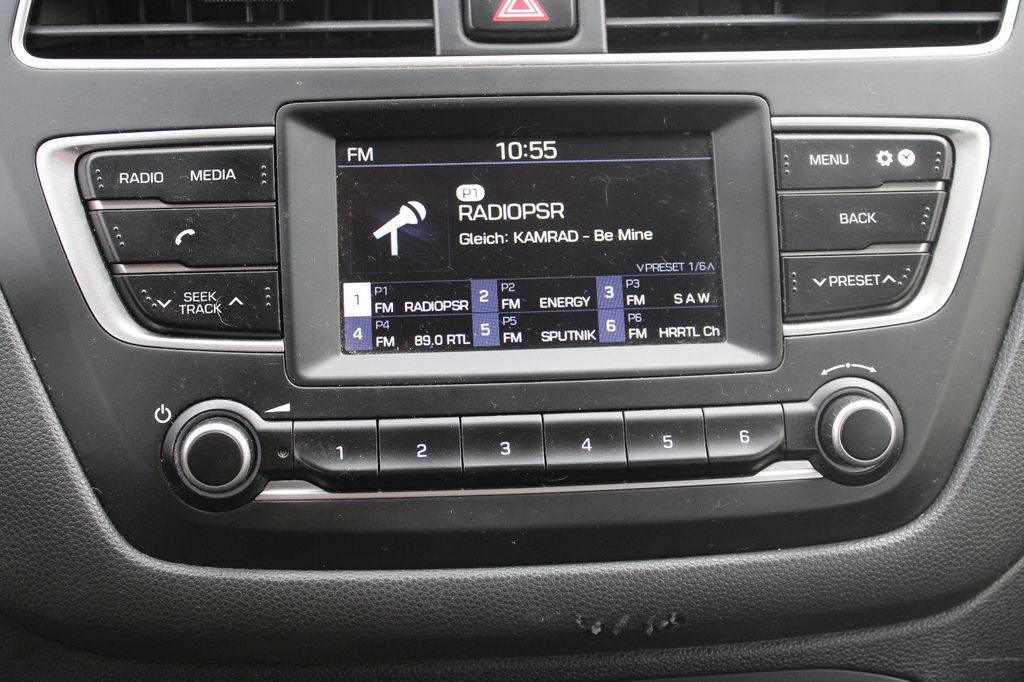 FM 10:55
P1
RADIOPSR
Gleich: KAMRAD - Be Mine
PRESET 1/6
1 P1 FM RADIOPSR 2 P2 FM ENERGY 3 P3 FM S A W
4 P4 FM 89,0 RTL 5 P5 FM SPUTNIK 6 P6 FM HRRTL Ch
RADIO MEDIA
SEEK
TRACK
MENU
BACK
PRESET
1 2 3 4 5 6